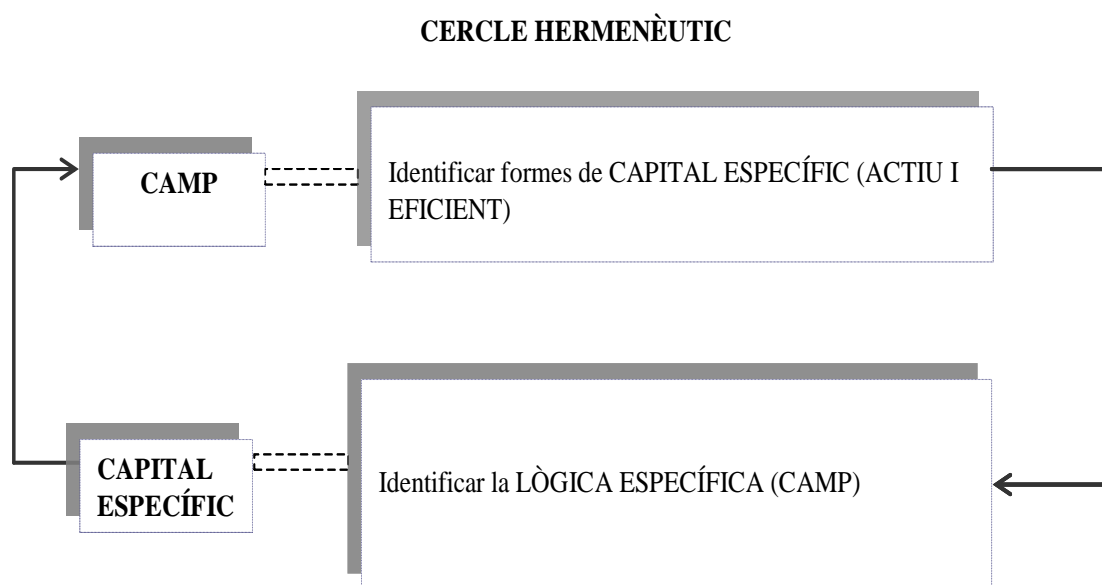 CERCLE HERMENÈUTIC
CAMP
Identificar formes de CAPITAL ESPECÍFIC (ACTIU I
EFICIENT)
CAPITAL
ESPECÍFIC
Identificar la LÒGICA ESPECÍFICA (CAMP)